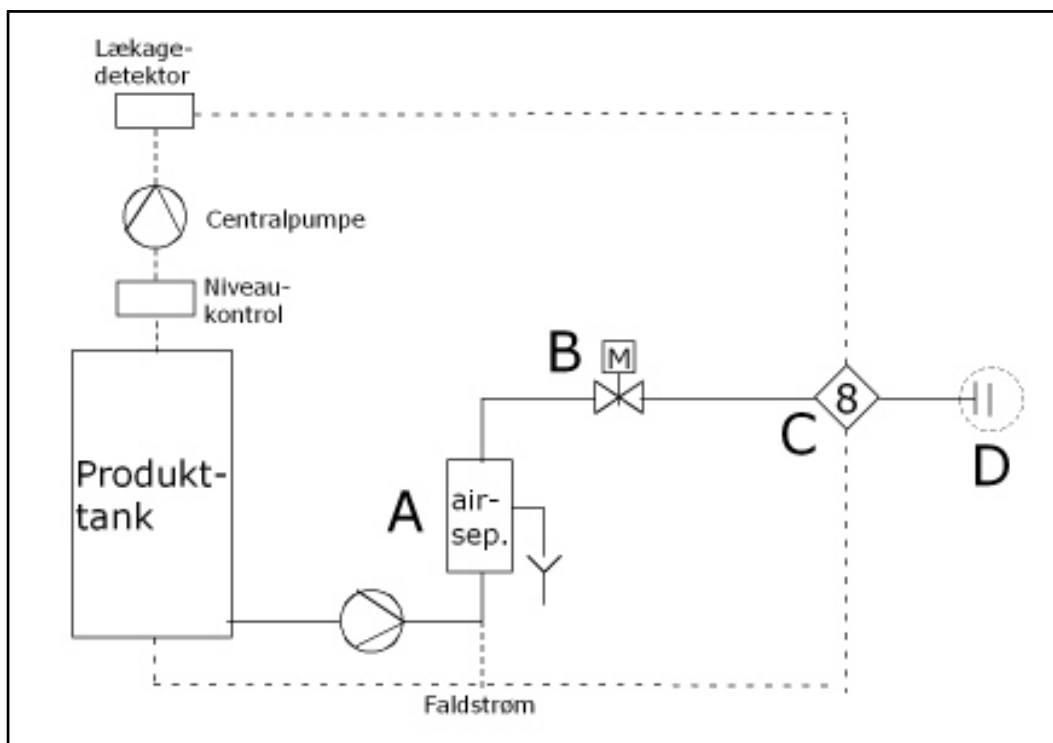 Lækage-
detektor
Centralpumpe
Niveau-
kontrol
B
M
Produkt-
tank
A
air-
sep.
8
C
D
Faldstrøm